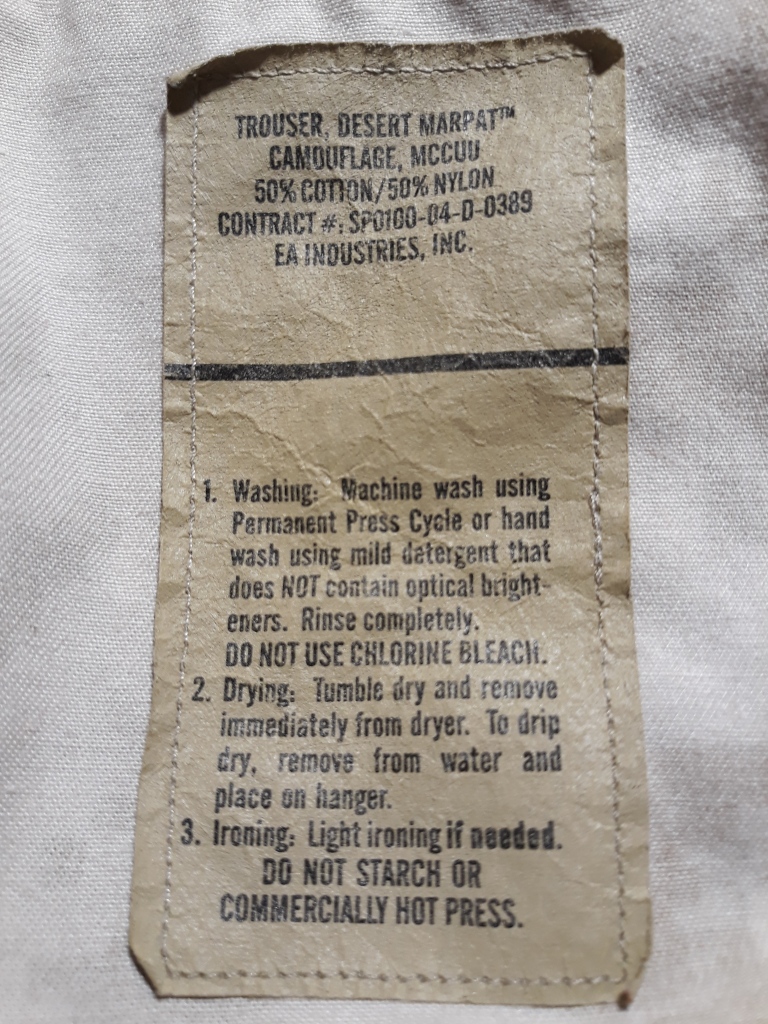 TROUSER, DESERT MARPAT™
CAMOUFLAGE, MCCUU
50% COTTON/50% NYLON
CONTRACT #: SP0100-04-D-0389
EA INDUSTRIES, INC.
1. Washing: Machine wash using
Permanent Press Cycle or hand
wash using mild detergent that
does NOT contain optical bright-
eners. Rinse completely.
DO NOT USE CHLORINE BLEACH.
2. Drying: Tumble dry and remove
immediately from dryer. To drip
dry, remove from water and
place on hanger.
3. Ironing: Light ironing if needed.
DO NOT STARCH OR
COMMERCIALLY HOT PRESS.